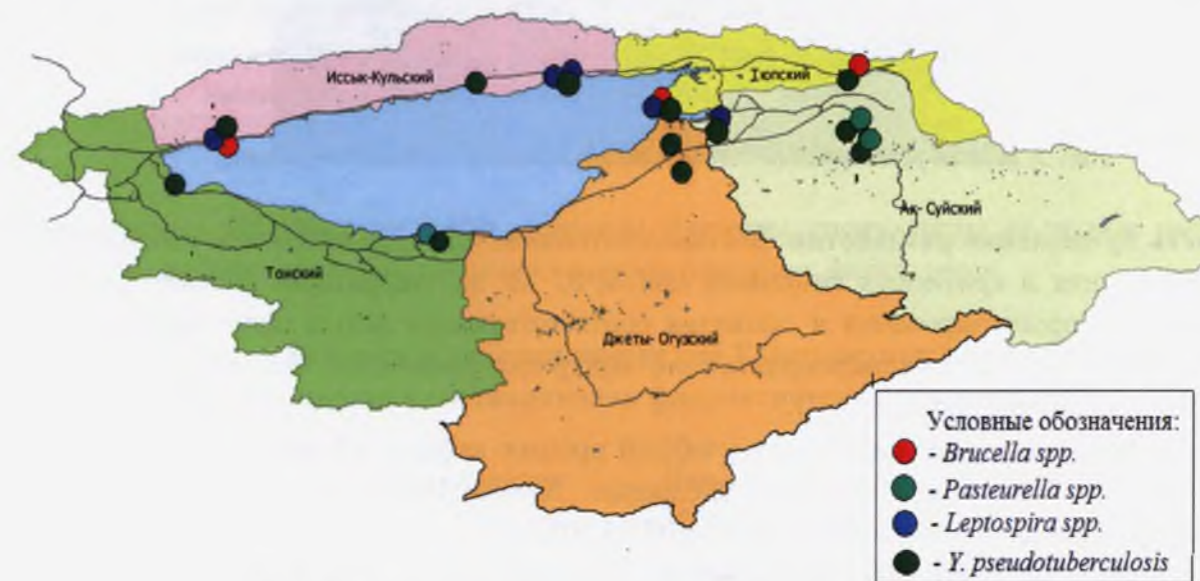 Иссык-Кульский
- Тюпский
Ак-Суйский
Тонский
Джеты-Огузский
Условные обозначения:
- Brucella spp.
- Pasteurella spp.
- Leptospira spp.
- Y. pseudotuberculosis